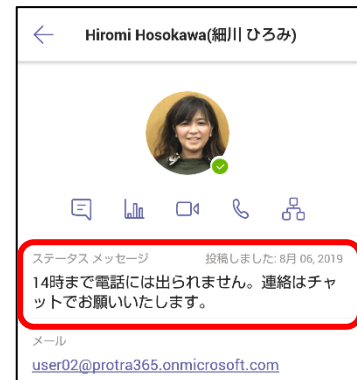 Hiromi Hosokawa(細川 ひろみ)
ステータス メッセージ 投稿しました: 8月 06, 2019
14時まで電話には出られません。連絡はチャ
ットでお願いいたします。
メール
user02@protra365.onmicrosoft.com